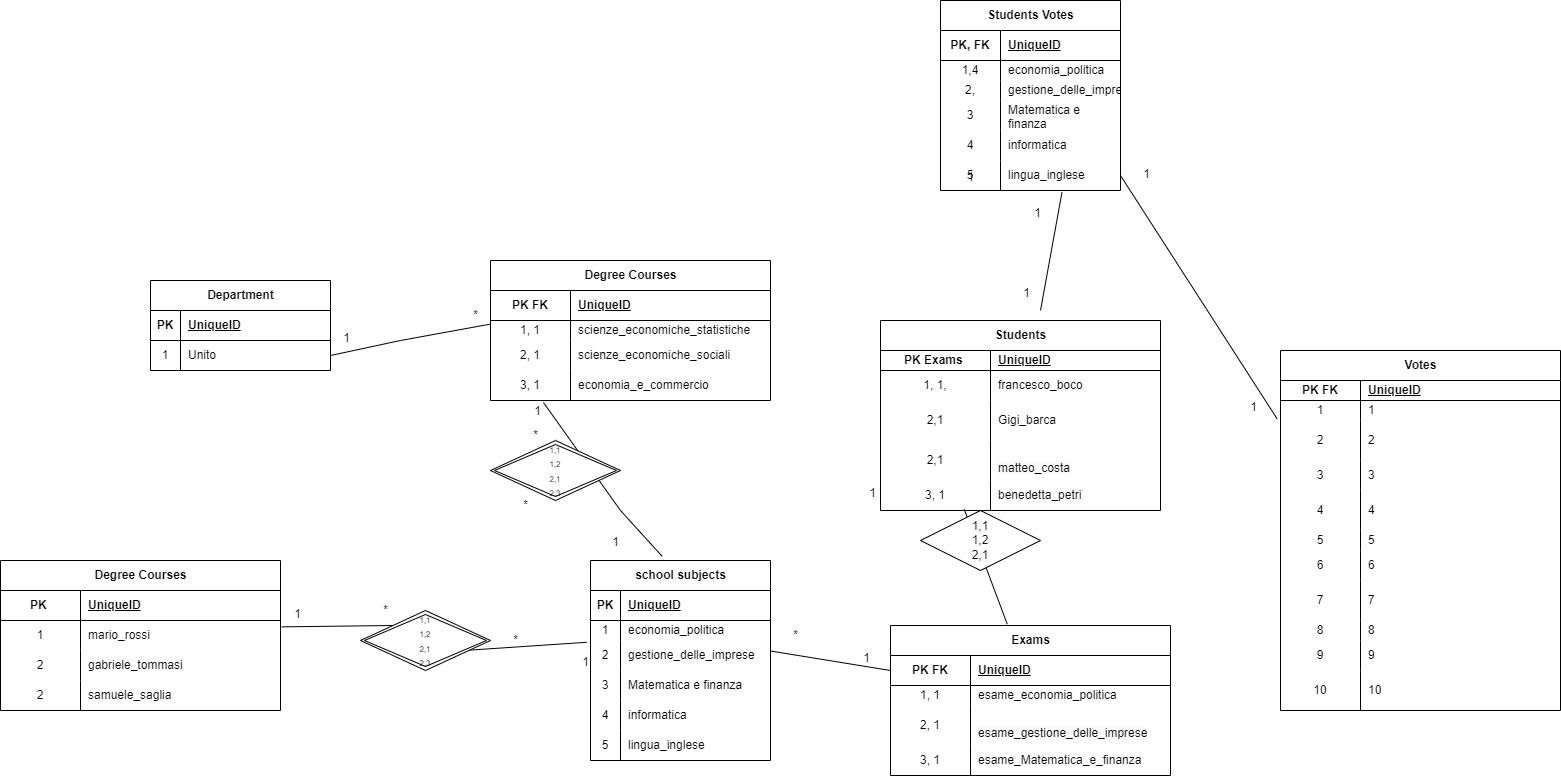 Students Votes
PK, FK UniqueID
1,4 economia_politica
2, gestione_delle_impre
3 Matematica e
finanza
4 informatica
lingua_inglese
1
1
1
Degree Courses
PK FK UniqueID
1, 1 scienze_economiche_statistiche
2, 1 scienze_economiche_sociali
3, 1 economia_e_commercio
Department
PK UniqueID
1 Unito
1
*
Students
PK Exams UniqueID
1, 1, francesco_boco
2,1 Gigi_barca
2,1 matteo_costa
3, 1 benedetta_petri
Votes
PK FK UniqueID
1 1
2 2
3 3
4 4
5 5
6 6
7 7
8 8
9 9
10 10
1
1
*
1,1
1,2
2,1
2,3
*
1
1
1,1
1,2
2,1
Degree Courses
PK UniqueID
1 mario_rossi
2 gabriele_tommasi
2 samuele_saglia
1
*
1,1
1,2
2,1
2,3
*
1
school subjects
PK UniqueID
1 economia_politica
2 gestione_delle_imprese
3 Matematica e finanza
4 informatica
5 lingua_inglese
*
1
Exams
PK FK UniqueID
1, 1 esame_economia_politica
2, 1 esame_gestione_delle_imprese
3, 1 esame_Matematica_e_finanza